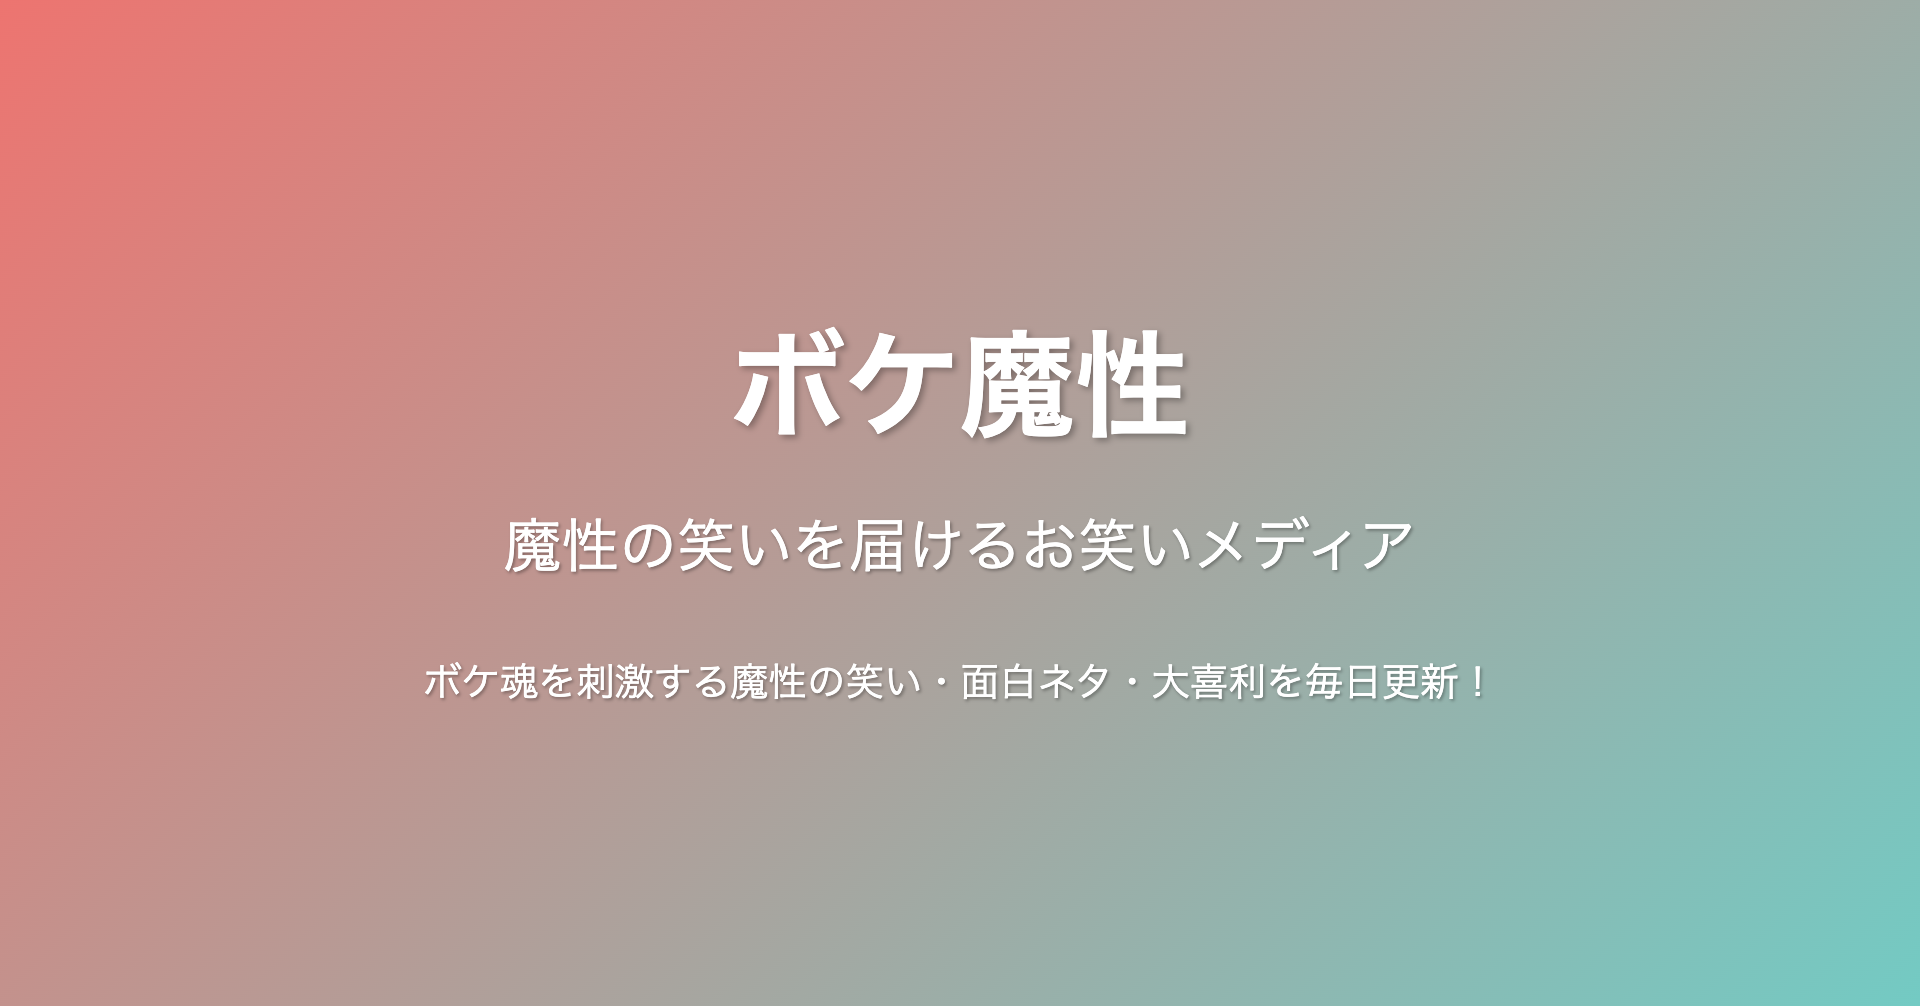 ボケ魔性
魔性の笑いを届けるお笑いメディア
ボケ魂を刺激する魔性の笑い・面白ネタ・大喜利を毎日更新！